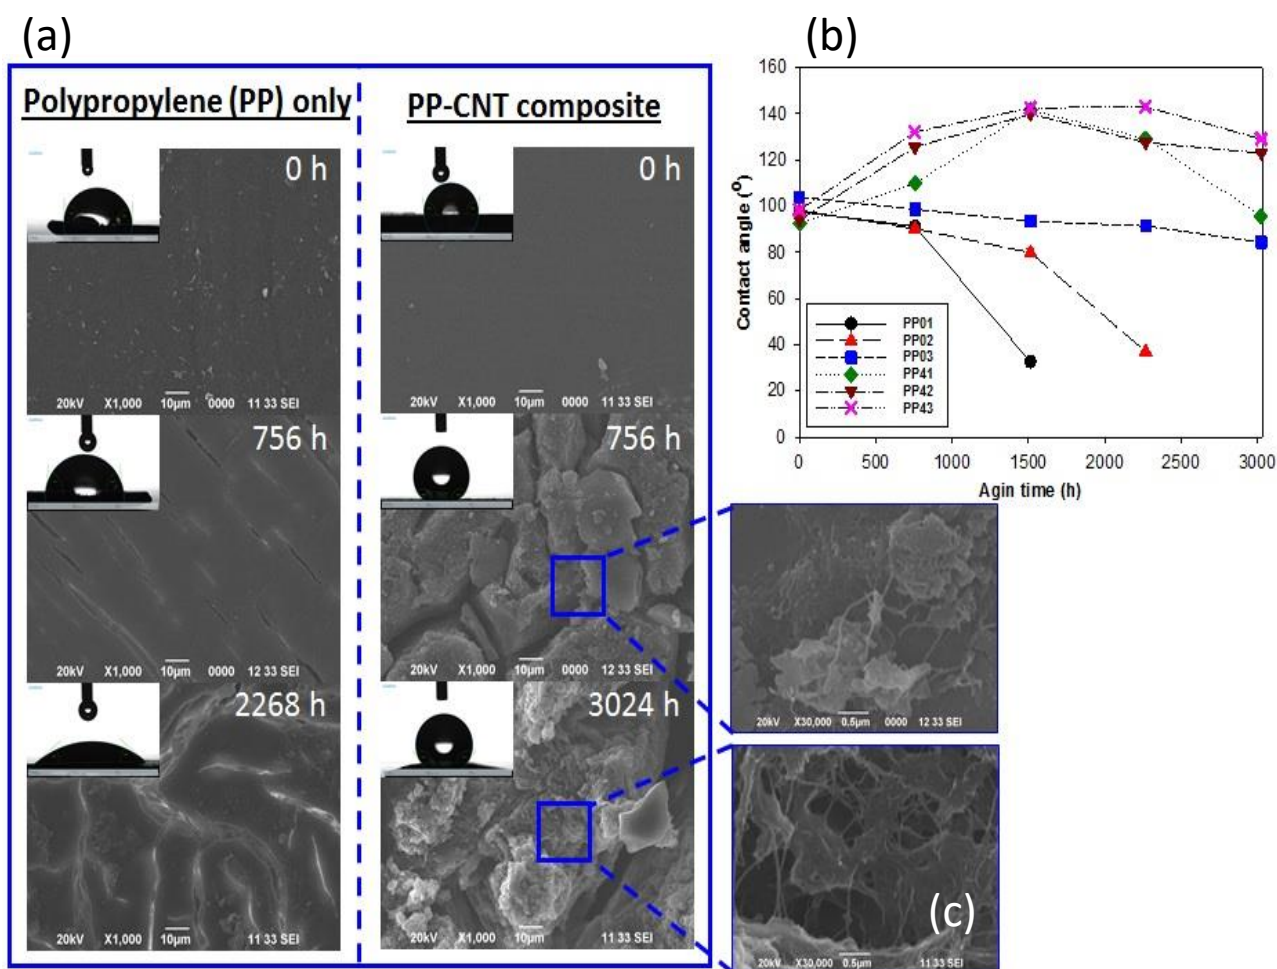 (a)
Polypropylene (PP) only
PP-CNT composite
0 h
20kV X1,000 10µm 0000 11 33 SEI
0 h
20kV X1,000 10µm 0000 11 33 SEI
756 h
20kV X1,000 10µm 0000 12 33 SEI
756 h
20kV X1,000 10µm 0000 12 33 SEI
2268 h
20kV X1,000 10µm 11 33 SEI
3024 h
20kV X1,000 10µm 11 33 SEI
(b)
160
140
120
100
80
60
40
20
0
Contact angle (º)
PP01
PP02
PP03
PP41
PP42
PP43
0 500 1000 1500 2000 2500 3000
Agin time (h)
20kV X30,000 0.5µm 0000 12 33 SEI
(c)
20kV X30,000 0.5µm 11 33 SEI